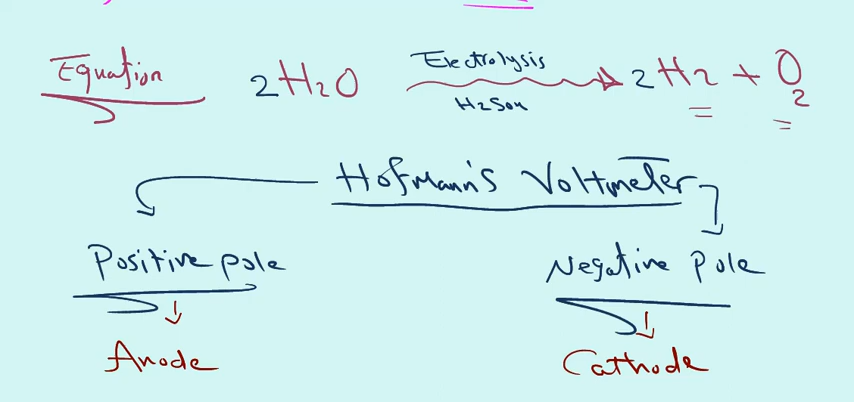 Equation 2H2O Electrolysis H2SO4 2H2 + O2
Hofmann's Voltmeter
Positive pole Negative Pole
Anode Cathode